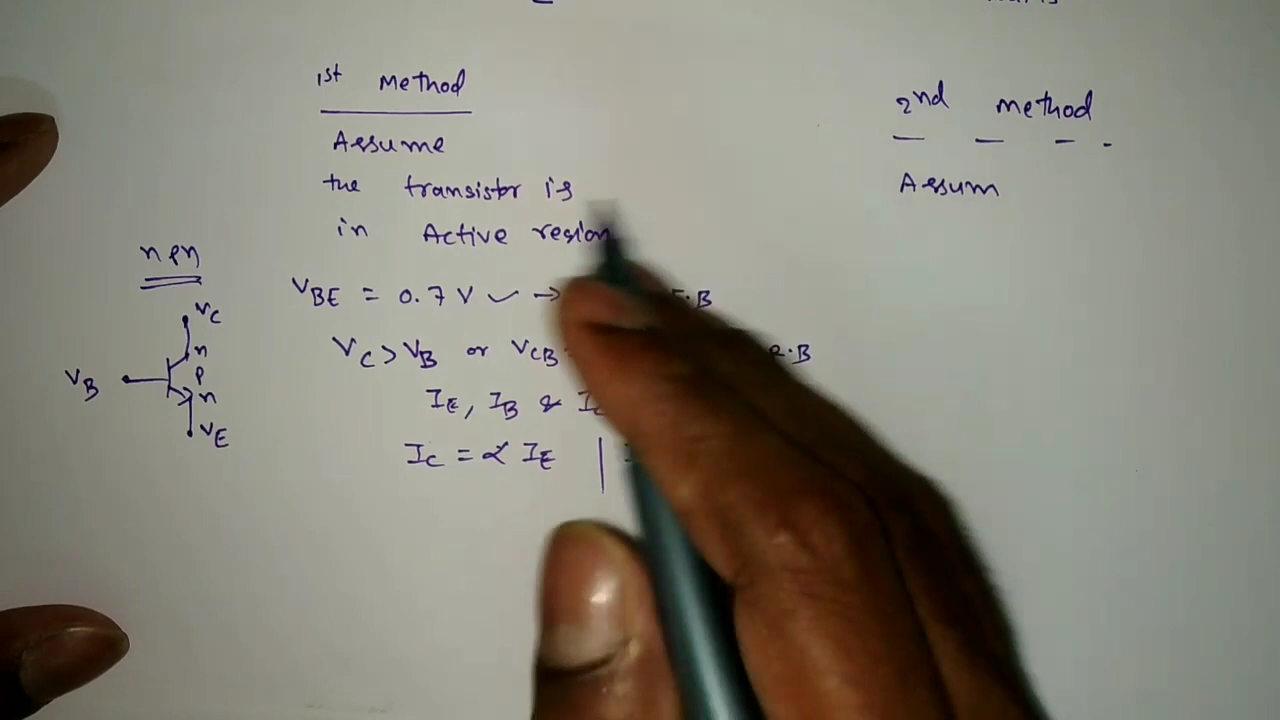 1st Method
Assume
the transistor is
in Active region
VBE = 0.7 V ✓ → F.B
VC > VB or VCB R.B
IE, IB & IC
IC = α IE |
npn
VC
n
p
VB
n
VE
2nd method
Assum